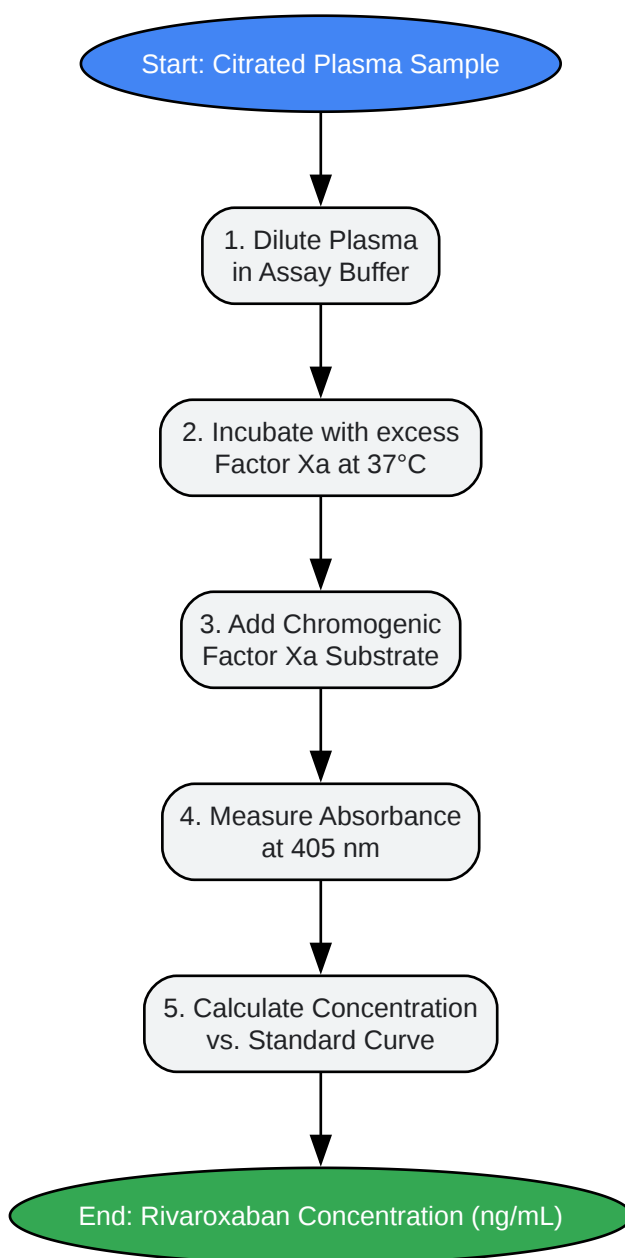 Start: Citrated Plasma Sample
1. Dilute Plasma
in Assay Buffer
2. Incubate with excess
Factor Xa at 37°C
3. Add Chromogenic
Factor Xa Substrate
4. Measure Absorbance
at 405 nm
5. Calculate Concentration
vs. Standard Curve
End: Rivaroxaban Concentration (ng/mL)